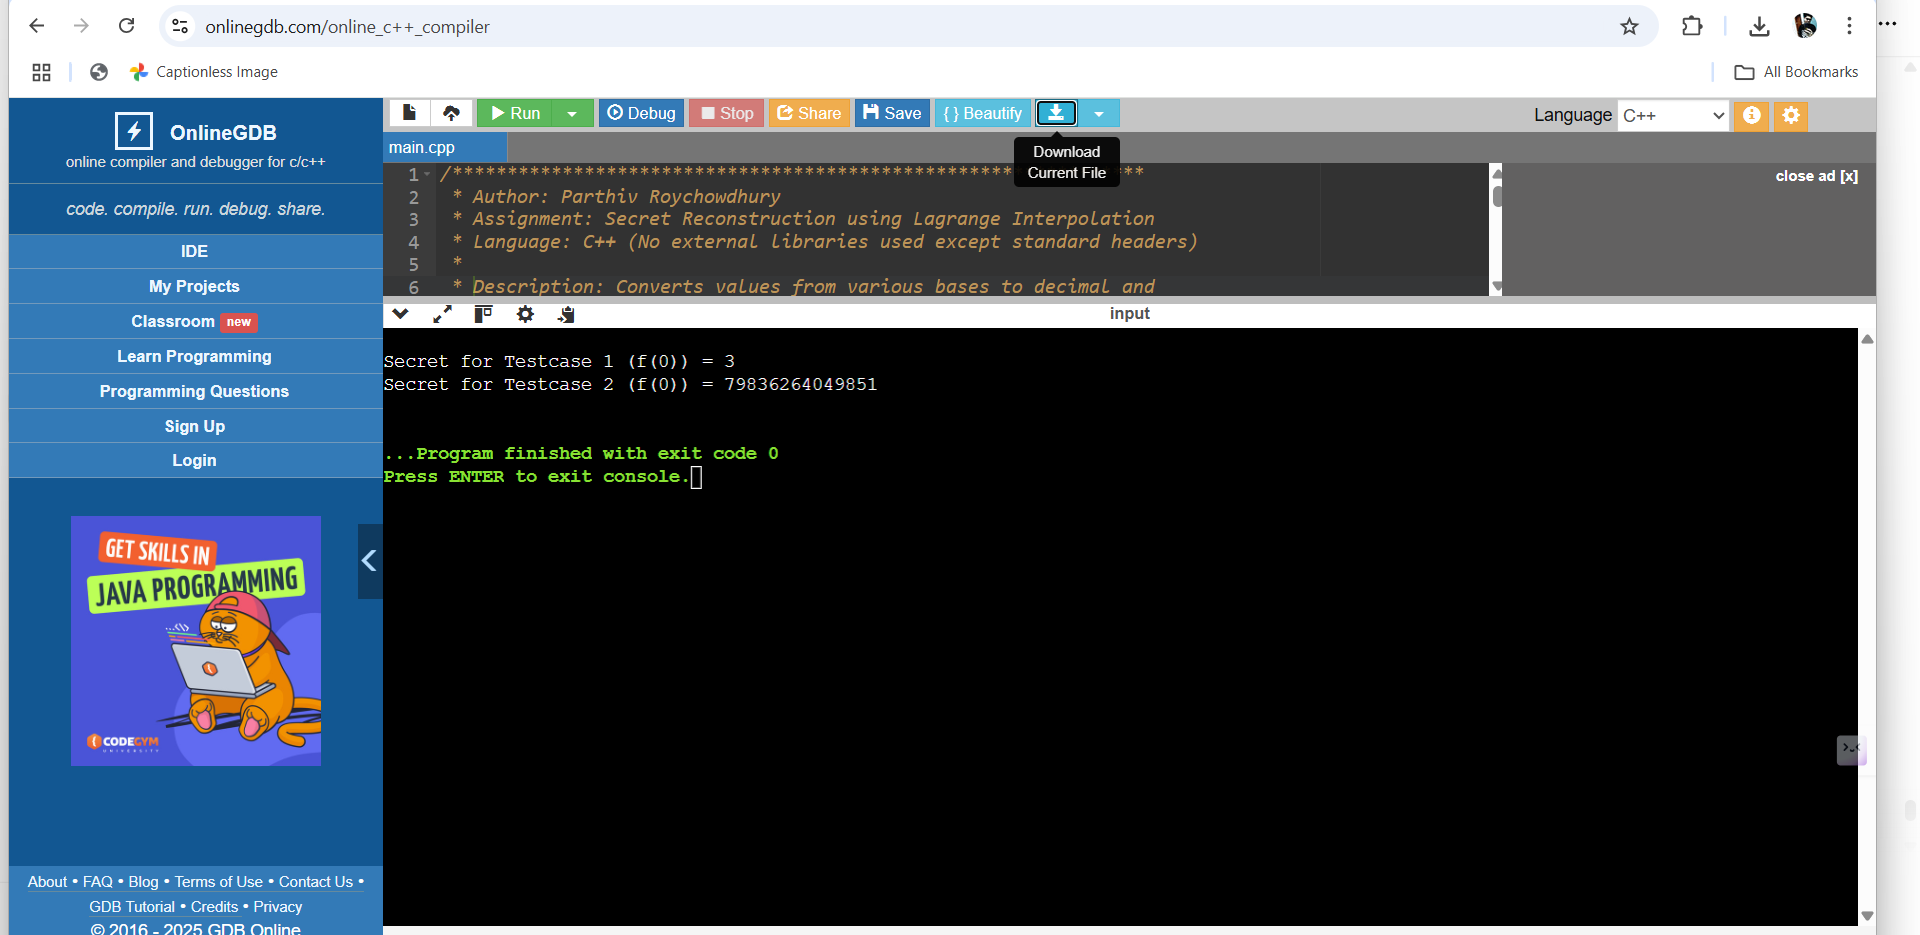 onlinegdb.com/online_c++_compiler
Captionless Image
All Bookmarks
OnlineGDB
online compiler and debugger for c/c++
code. compile. run. debug. share.
IDE
My Projects
Classroom new
Learn Programming
Programming Questions
Sign Up
Login
GET SKILLS IN
JAVA PROGRAMMING
...</>
CODEGYM
UNIVERSITY
About • FAQ • Blog • Terms of Use • Contact Us •
GDB Tutorial • Credits • Privacy
© 2016 - 2025 GDB Online
Run Debug Stop Share Save { } Beautify
Language C++
Download
Current File
main.cpp
close ad [x]
1 /****************************************************
2 * Author: Parthiv Roychowdhury
3 * Assignment: Secret Reconstruction using Lagrange Interpolation
4 * Language: C++ (No external libraries used except standard headers)
5 *
6 * Description: Converts values from various bases to decimal and
input
Secret for Testcase 1 (f(0)) = 3
Secret for Testcase 2 (f(0)) = 79836264049851
...Program finished with exit code 0
Press ENTER to exit console.